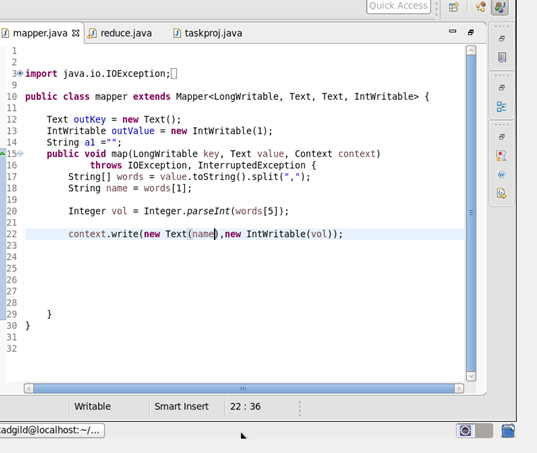 Quick Access
mapper.java reduce.java taskproj.java
1
2
3 import java.io.IOException;
9
10 public class mapper extends Mapper<LongWritable, Text, Text, IntWritable> {
11
12 Text outKey = new Text();
13 IntWritable outValue = new IntWritable(1);
14 String a1 ="";
15 public void map(LongWritable key, Text value, Context context)
16 throws IOException, InterruptedException {
17 String[] words = value.toString().split(",");
18 String name = words[1];
19
20 Integer vol = Integer.parseInt(words[5]);
21
22 context.write(new Text(name),new IntWritable(vol));
23
24
25
26
27
28
29 }
30 }
31
32
Writable Smart Insert 22 : 36
adgild@localhost:~/...